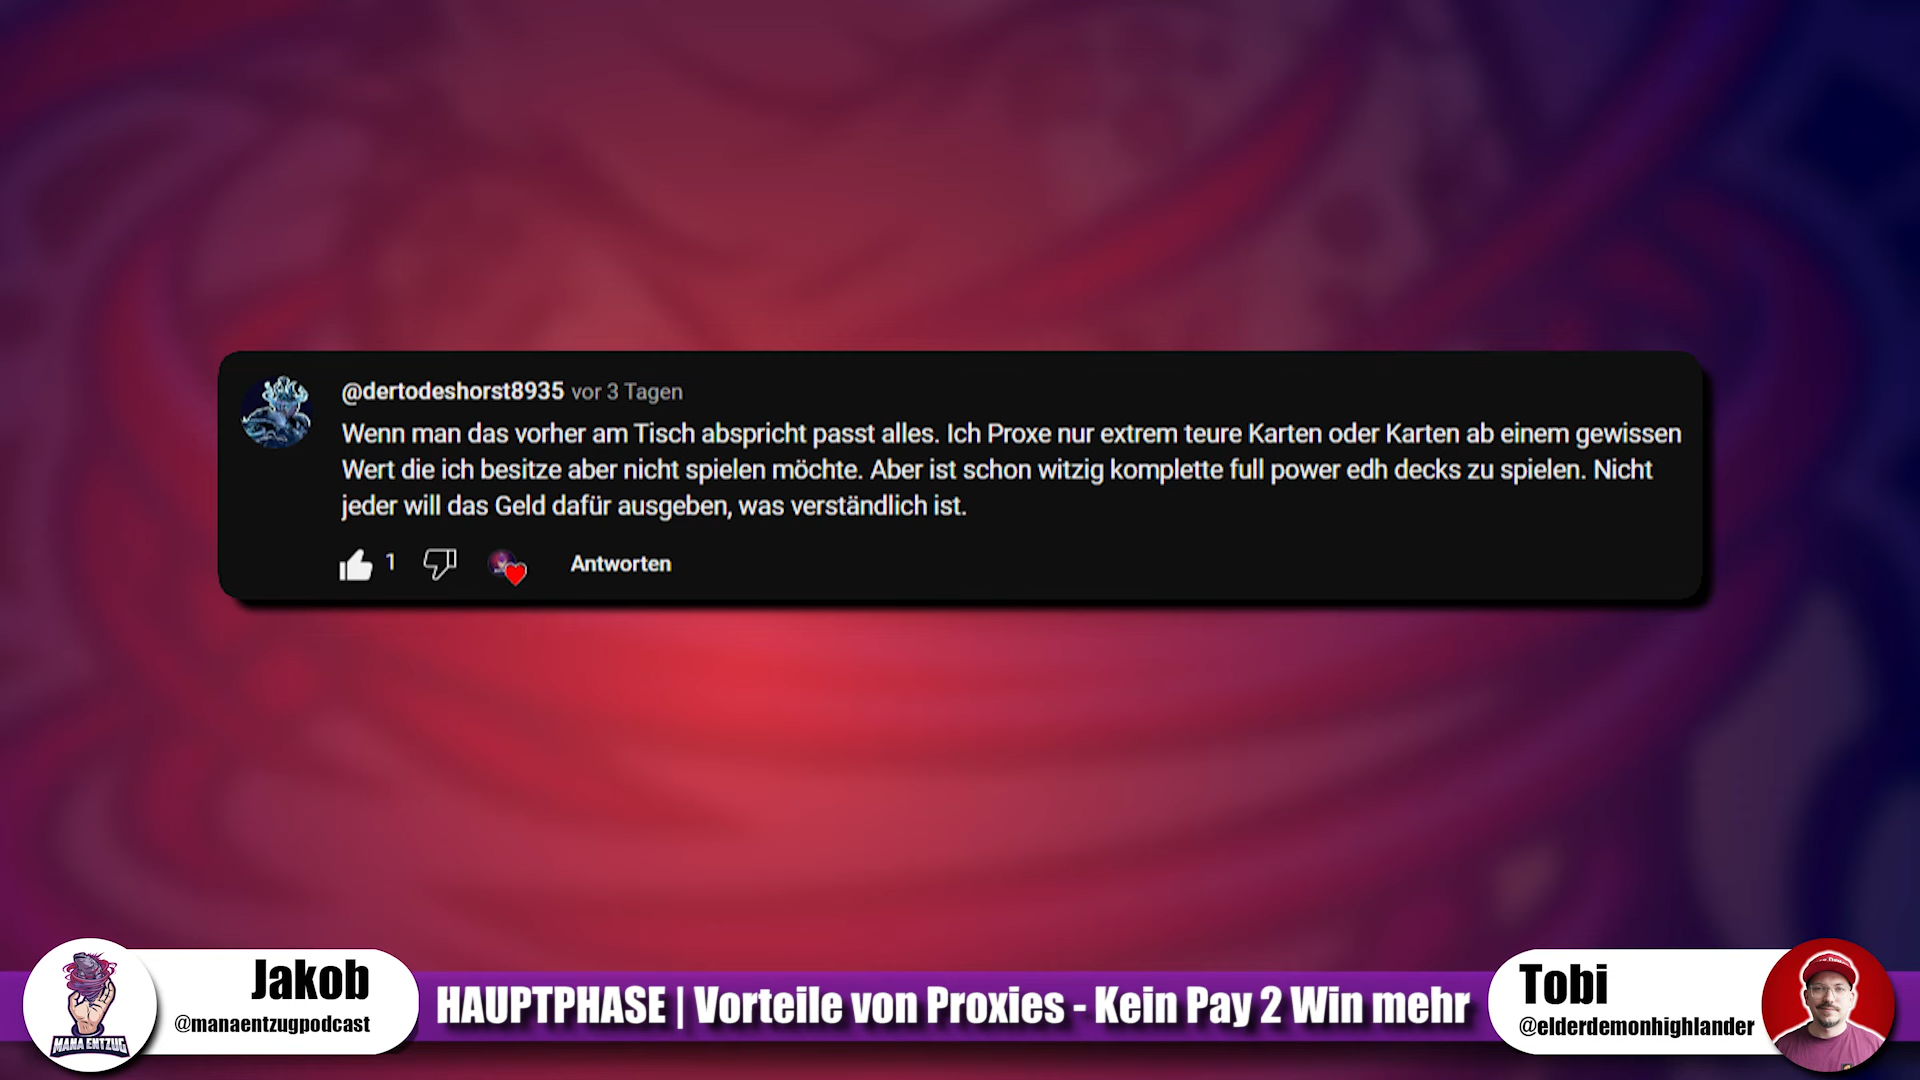 @dertodeshorst8935 vor 3 Tagen
Wenn man das vorher am Tisch abspricht passt alles. Ich Proxe nur extrem teure Karten oder Karten ab einem gewissen
Wert die ich besitze aber nicht spielen möchte. Aber ist schon witzig komplette full power edh decks zu spielen. Nicht
jeder will das Geld dafür ausgeben, was verständlich ist.
1 Antworten
MANA ENTZUG
Jakob
@manaentzugpodcast
HAUPTPHASE | Vorteile von Proxies - Kein Pay 2 Win mehr
Tobi
@elderdemonhighlander